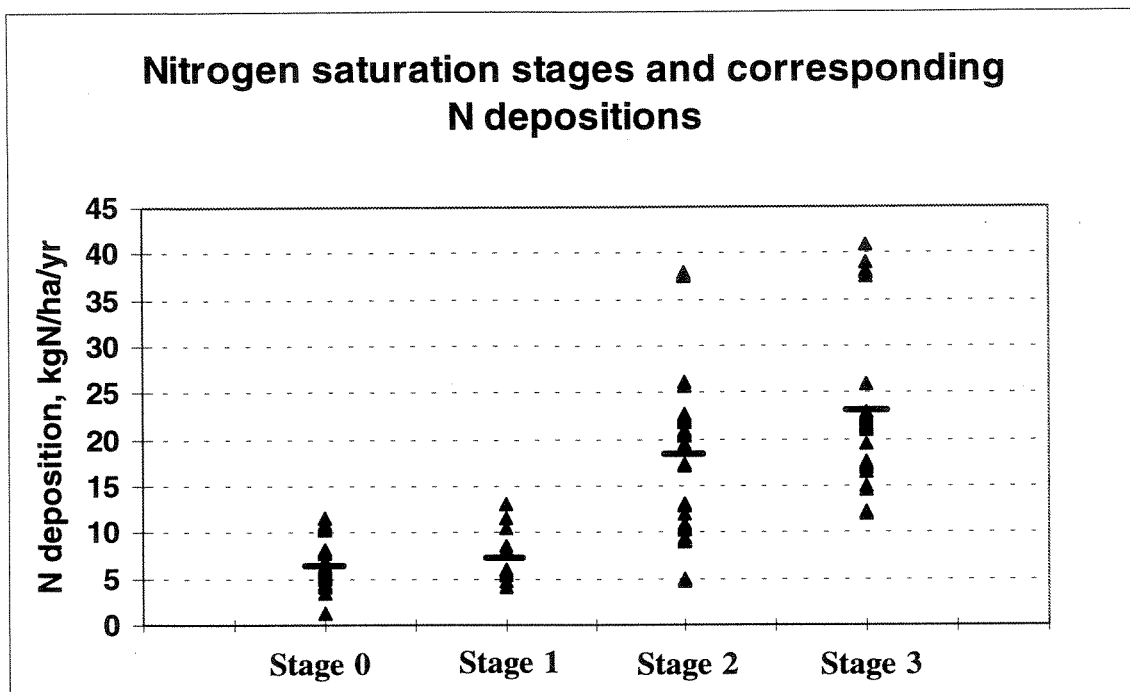 Nitrogen saturation stages and corresponding
N depositions
N deposition, kgN/ha/yr
45
40
35
30
25
20
15
10
5
0
Stage 0 Stage 1 Stage 2 Stage 3